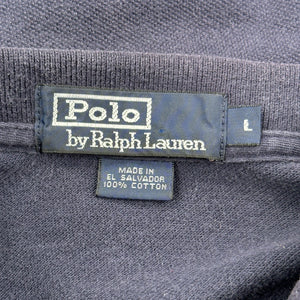 Polo
by Ralph Lauren
L
MADE IN
EL SALVADOR
100% COTTON